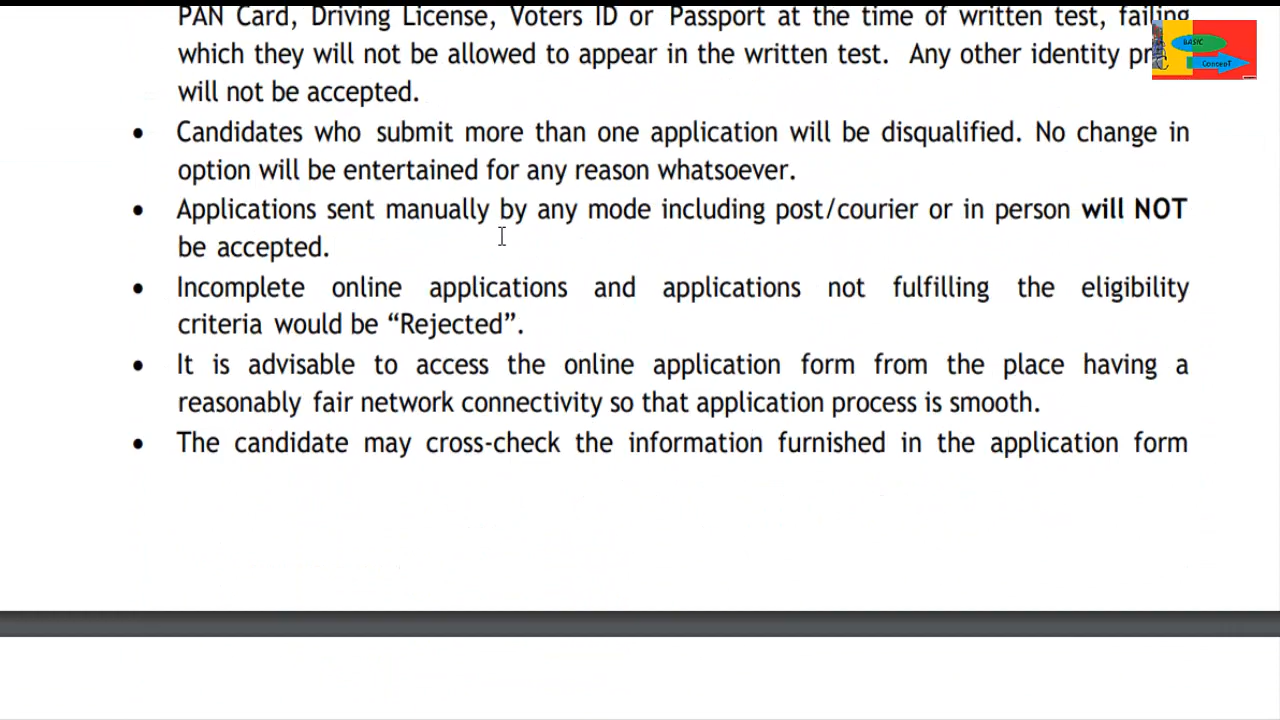 PAN Card, Driving License, Voters ID or Passport at the time of written test, failing
which they will not be allowed to appear in the written test. Any other identity
will not be accepted.
• Candidates who submit more than one application will be disqualified. No change in
option will be entertained for any reason whatsoever.
• Applications sent manually by any mode including post/courier or in person will NOT
be accepted.
• Incomplete online applications and applications not fulfilling the eligibility
criteria would be “Rejected”.
• It is advisable to access the online application form from the place having a
reasonably fair network connectivity so that application process is smooth.
• The candidate may cross-check the information furnished in the application form
BASIC
ConcepT